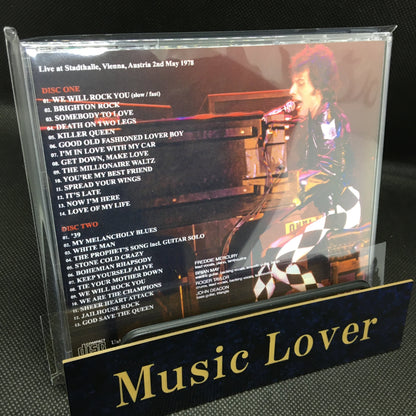 Live at Stadthalle, Vienna, Austria 2nd May 1978
DISC ONE
01. WE WILL ROCK YOU (slow / fast)
02. BRIGHTON ROCK
03. SOMEBODY TO LOVE
04. DEATH ON TWO LEGS
05. KILLER QUEEN
06. GOOD OLD FASHIONED LOVER BOY
07. I'M IN LOVE WITH MY CAR
08. GET DOWN, MAKE LOVE
09. THE MILLIONAIRE WALTZ
10. YOU'RE MY BEST FRIEND
11. SPREAD YOUR WINGS
12. IT'S LATE
13. NOW I'M HERE
14. LOVE OF MY LIFE
DISC TWO
01. '39
02. MY MELANCHOLY BLUES
03. WHITE MAN
04. THE PROPHET'S SONG incl. GUITAR SOLO
05. STONE COLD CRAZY
06. BOHEMIAN RHAPSODY
07. KEEP YOURSELF ALIVE
08. TIE YOUR MOTHER DOWN
09. WE WILL ROCK YOU
10. WE ARE THE CHAMPIONS
11. SHEER HEART ATTACK
12. JAILHOUSE ROCK
13. GOD SAVE THE QUEEN
FREDDIE MERCURY
lead vocals, piano, tambourine
BRIAN MAY
ROGER TAYLOR
JOHN DEACON
bass guitar, triangle
Music Lover